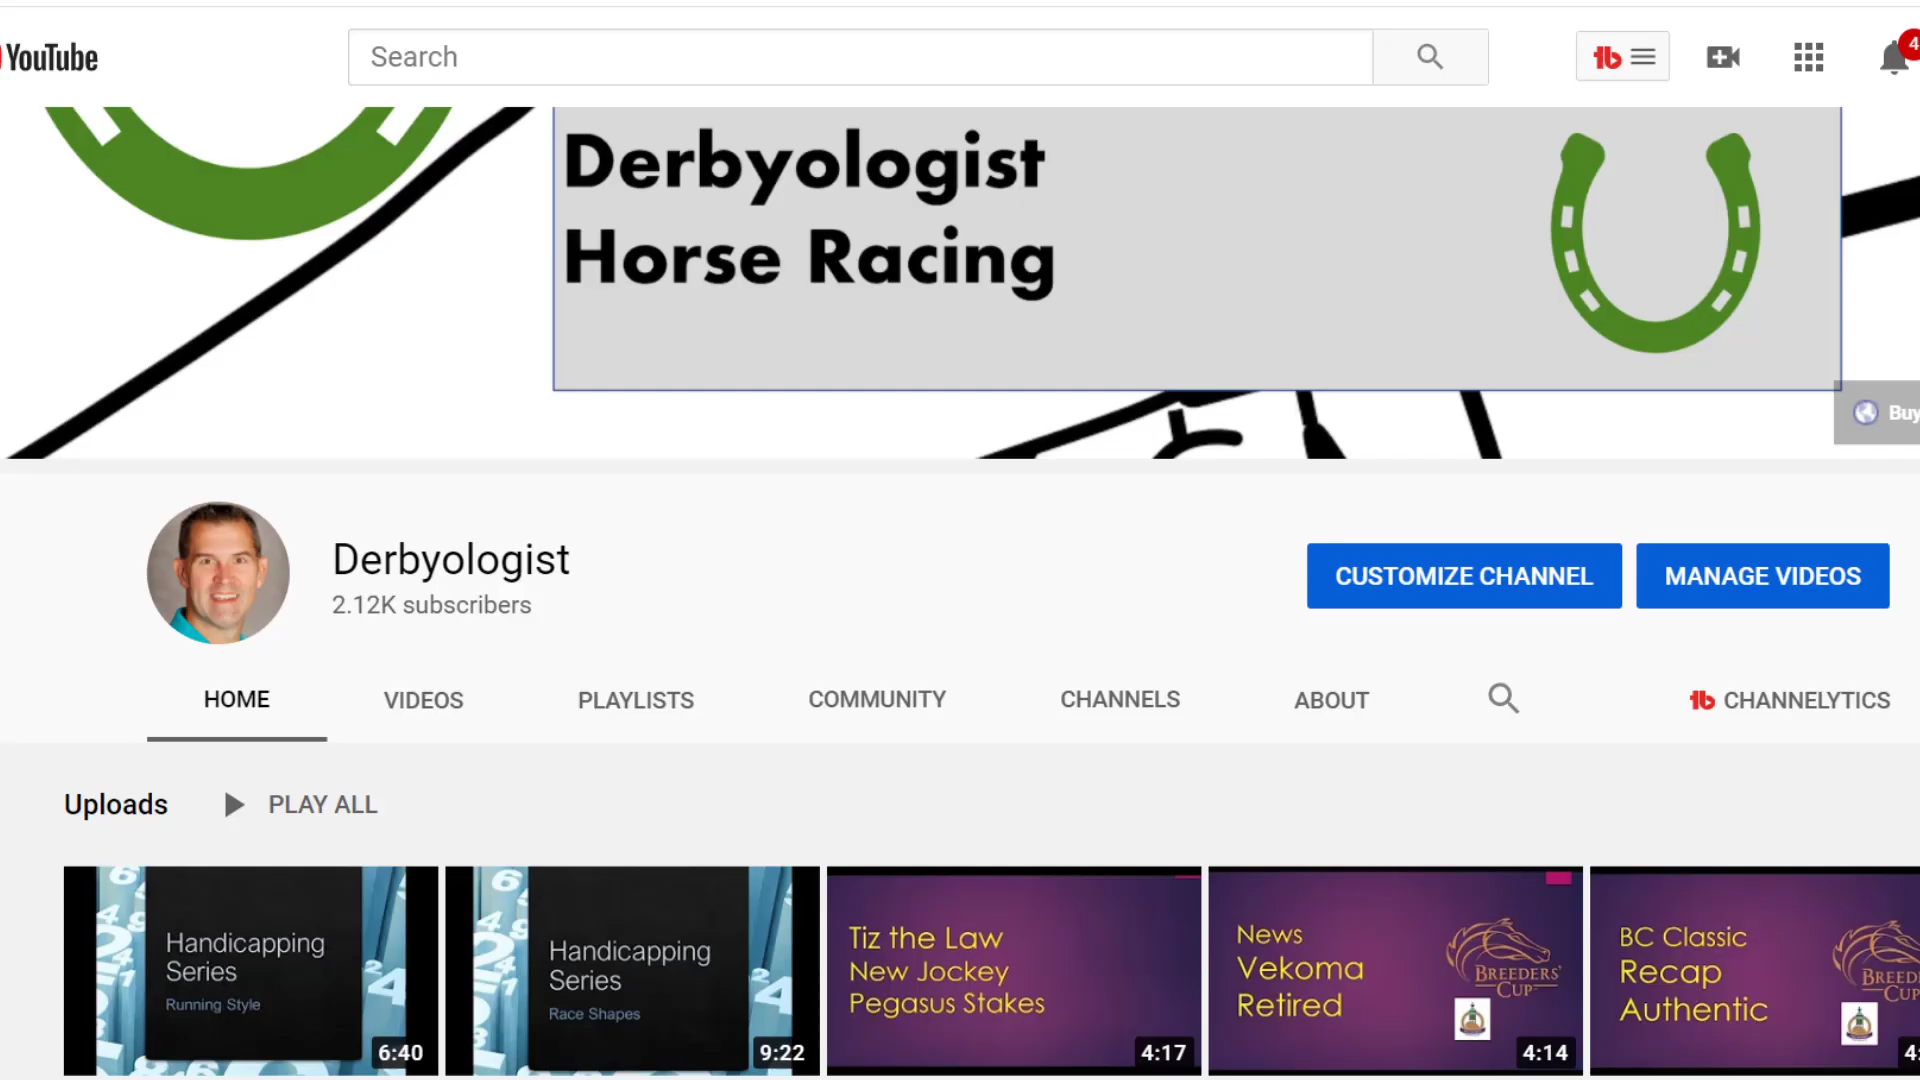 YouTube
Search
4
Derbyologist
Horse Racing
Buy
Derbyologist
2.12K subscribers
CUSTOMIZE CHANNEL
MANAGE VIDEOS
HOME
VIDEOS
PLAYLISTS
COMMUNITY
CHANNELS
ABOUT
CHANNELYTICS
Uploads
PLAY ALL
Handicapping
Series
Running Style
6:40
Handicapping
Series
Race Shapes
9:22
Tiz the Law
New Jockey
Pegasus Stakes
4:17
News
Vekoma
Retired
BREEDERS'
CUP
4:14
BC Classic
Recap
Authentic
BREED
CUP
4: